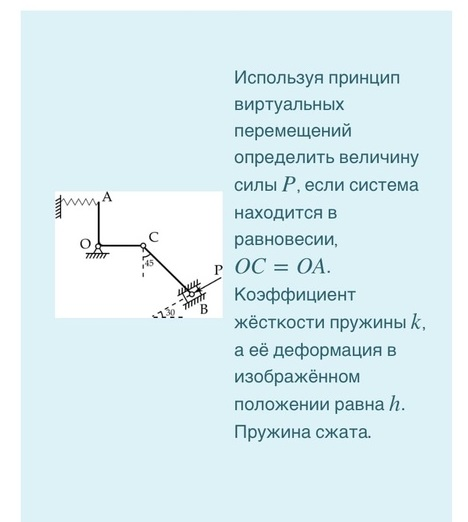 Используя принцип
виртуальных
перемещений
определить величину
силы P, если система
находится в
равновесии,
OC = OA.
Коэффициент
жёсткости пружины k,
а её деформация в
изображённом
положении равна h.
Пружина сжата.
A
O
C
45
P
30
B